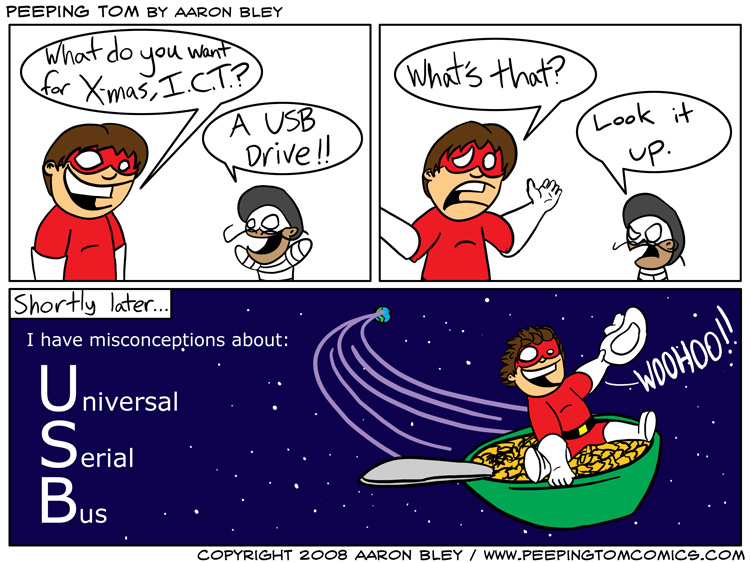 PEEPING TOM BY AARON BLEY
What do you want
for X-mas, I.C.T.?
A USB
Drive!!
What's that?
Look it
up.
Shortly later...
I have misconceptions about:
Universal
Serial
Bus
WOOHOO!!
COPYRIGHT 2008 AARON BLEY / WWW.PEEPINGTOMCOMICS.COM